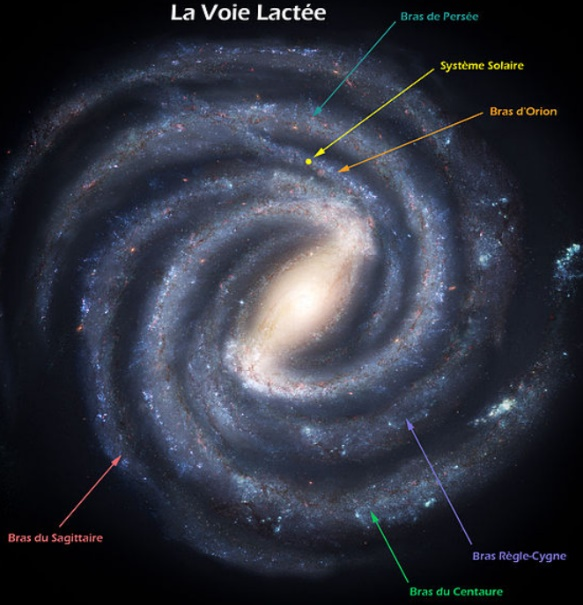 La Voie Lactée
Bras de Persée
Système Solaire
Bras d'Orion
Bras du Sagittaire
Bras Règle-Cygne
Bras du Centaure